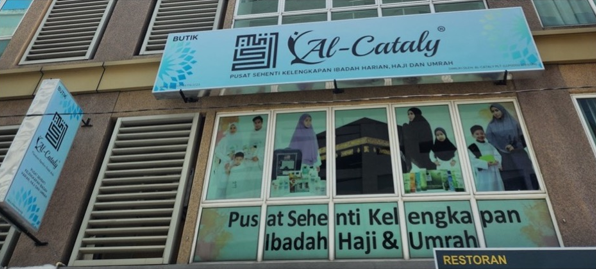 BUTIK
Al-Cataly®
PUSAT SEHENTI KELENGKAPAN IBADAH HARIAN, HAJI DAN UMRAH
Al-Cataly
Pusat Sehenti Kelengkapan
Ibadah Haji & Umrah
BUTIK
RESTORAN